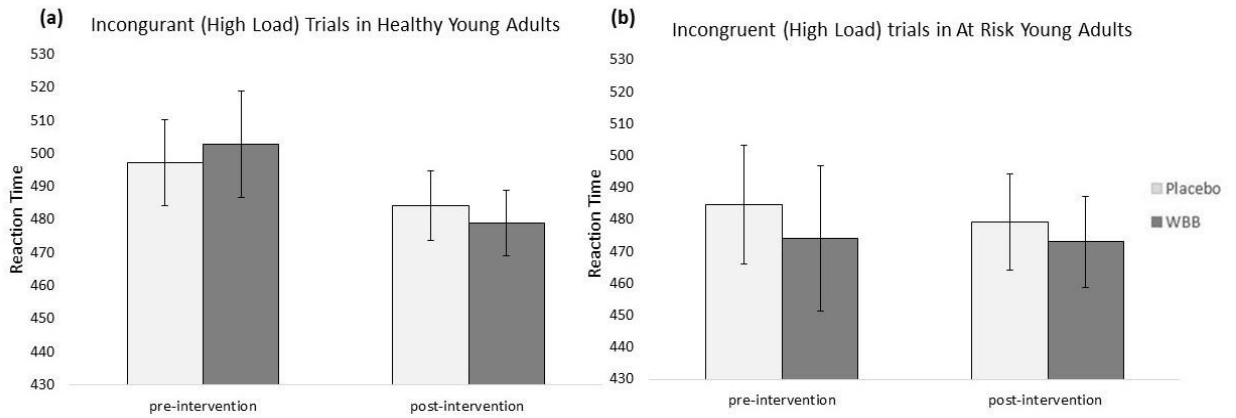 (a)
Incongurant (High Load) Trials in Healthy Young Adults
530
520
510
500
490
480
470
460
450
440
430
Reaction Time
pre-intervention
post-intervention
(b)
Incongruent (High Load) trials in At Risk Young Adults
530
520
510
500
490
480
470
460
450
440
430
Reaction Time
pre-intervention
post-intervention
Placebo
WBB